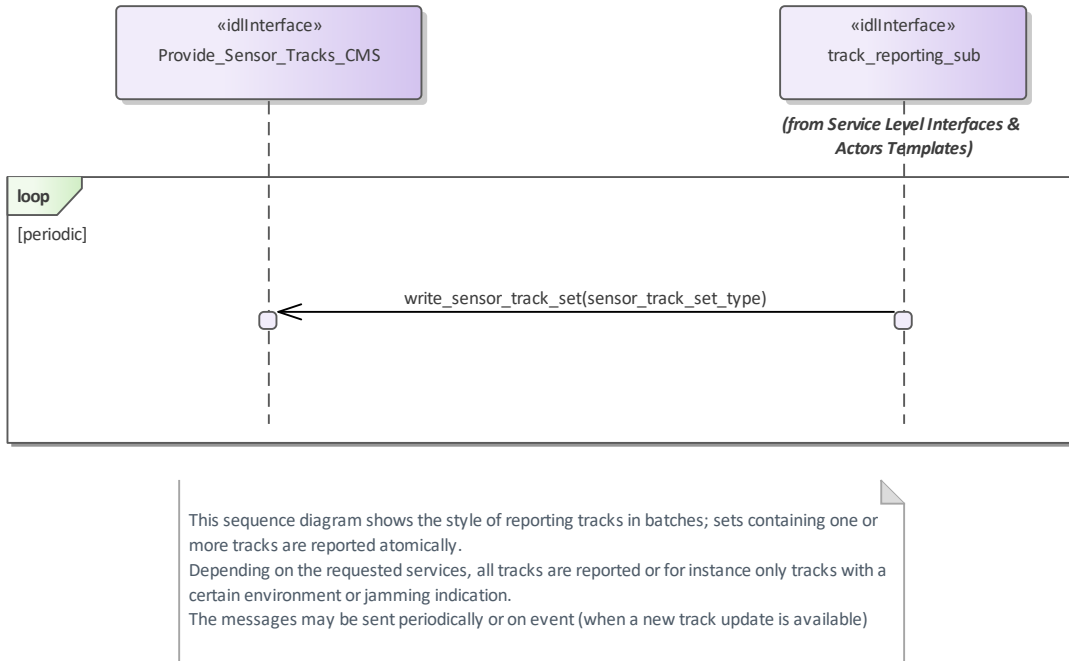 «idlInterface»
Provide_Sensor_Tracks_CMS
«idlInterface»
track_reporting_sub
(from Service Level Interfaces &
Actors Templates)
loop
[periodic]
write_sensor_track_set(sensor_track_set_type)
This sequence diagram shows the style of reporting tracks in batches; sets containing one or
more tracks are reported atomically.
Depending on the requested services, all tracks are reported or for instance only tracks with a
certain environment or jamming indication.
The messages may be sent periodically or on event (when a new track update is available)